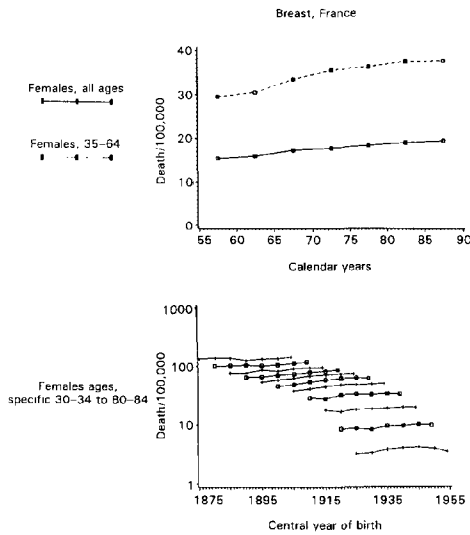 Breast, France
Females, all ages
Females, 35–64
Death/100,000
40
30
20
10
0
55 60 65 70 75 80 85 90
Calendar years
Females ages,
specific 30–34 to 80–84
Death/100,000
1000
100
10
1
1875 1895 1915 1935 1955
Central year of birth